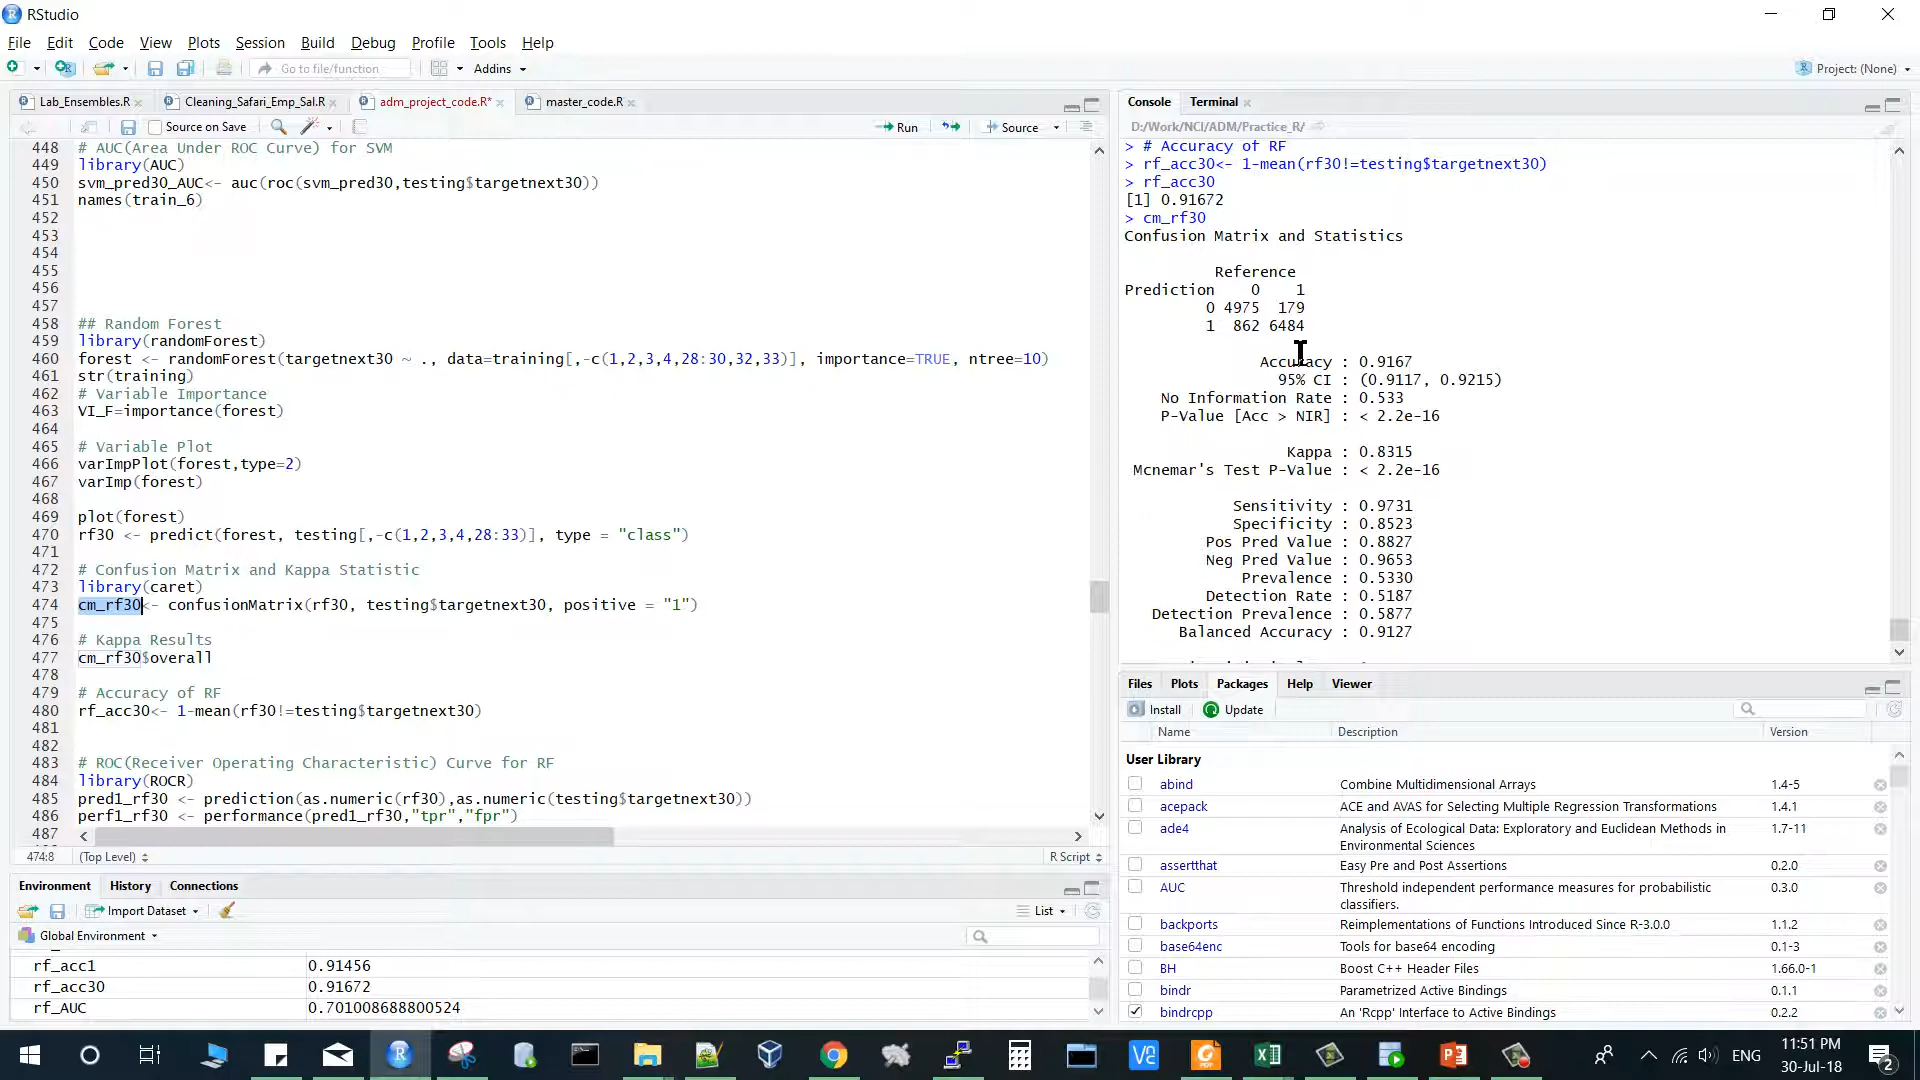 RStudio
File Edit Code View Plots Session Build Debug Profile Tools Help
Go to file/function Addins Project: (None)
Lab_Ensembles.R Cleaning_Safari_Emp_Sal.R adm_project_code.R* master_code.R
Source on Save Run Source
448 # AUC(Area Under ROC Curve) for SVM
449 library(AUC)
450 svm_pred30_AUC<- auc(roc(svm_pred30,testing$targetnext30))
451 names(train_6)
452
453
454
455
456
457
458 ## Random Forest
459 library(randomForest)
460 forest <- randomForest(targetnext30 ~ ., data=training[,-c(1,2,3,4,28:30,32,33)], importance=TRUE, ntree=10)
461 str(training)
462 # Variable Importance
463 VI_F=importance(forest)
464
465 # Variable Plot
466 varImpPlot(forest,type=2)
467 varImp(forest)
468
469 plot(forest)
470 rf30 <- predict(forest, testing[,-c(1,2,3,4,28:33)], type = "class")
471
472 # Confusion Matrix and Kappa Statistic
473 library(caret)
474 cm_rf30<- confusionMatrix(rf30, testing$targetnext30, positive = "1")
475
476 # Kappa Results
477 cm_rf30$overall
478
479 # Accuracy of RF
480 rf_acc30<- 1-mean(rf30!=testing$targetnext30)
481
482
483 # ROC(Receiver Operating Characteristic) Curve for RF
484 library(ROCR)
485 pred1_rf30 <- prediction(as.numeric(rf30),as.numeric(testing$targetnext30))
486 perf1_rf30 <- performance(pred1_rf30,"tpr","fpr")
487
474:8 (Top Level) R Script
Environment History Connections
Import Dataset List
Global Environment
rf_acc1 0.91456
rf_acc30 0.91672
rf_AUC 0.701008688800524
Console Terminal
D:/Work/NCI/ADM/Practice_R/
> # Accuracy of RF
> rf_acc30<- 1-mean(rf30!=testing$targetnext30)
> rf_acc30
[1] 0.91672
> cm_rf30
Confusion Matrix and Statistics
Reference
Prediction 0 1
0 4975 179
1 862 6484
Accuracy : 0.9167
95% CI : (0.9117, 0.9215)
No Information Rate : 0.533
P-Value [Acc > NIR] : < 2.2e-16
Kappa : 0.8315
Mcnemar's Test P-Value : < 2.2e-16
Sensitivity : 0.9731
Specificity : 0.8523
Pos Pred Value : 0.8827
Neg Pred Value : 0.9653
Prevalence : 0.5330
Detection Rate : 0.5187
Detection Prevalence : 0.5877
Balanced Accuracy : 0.9127
Files Plots Packages Help Viewer
Install Update
Name Description Version
User Library
abind Combine Multidimensional Arrays 1.4-5
acepack ACE and AVAS for Selecting Multiple Regression Transformations 1.4.1
ade4 Analysis of Ecological Data: Exploratory and Euclidean Methods in 1.7-11
Environmental Sciences
assertthat Easy Pre and Post Assertions 0.2.0
AUC Threshold independent performance measures for probabilistic 0.3.0
classifiers.
backports Reimplementations of Functions Introduced Since R-3.0.0 1.1.2
base64enc Tools for base64 encoding 0.1-3
BH Boost C++ Header Files 1.66.0-1
bindr Parametrized Active Bindings 0.1.1
bindrcpp An 'Rcpp' Interface to Active Bindings 0.2.2
ENG 11:51 PM
30-Jul-18 2